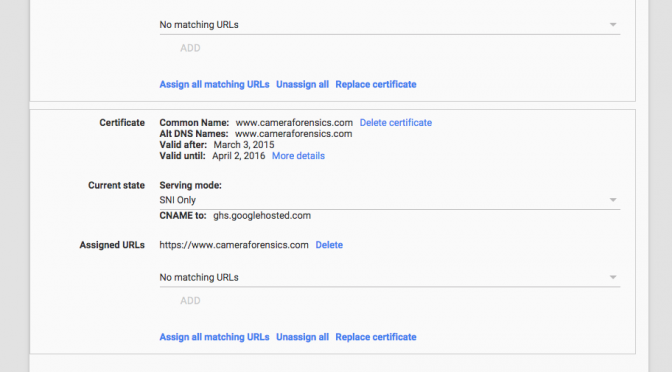 No matching URLs
ADD
Assign all matching URLs Unassign all Replace certificate
Certificate Common Name: www.cameraforensics.com Delete certificate
Alt DNS Names: www.cameraforensics.com
Valid after: March 3, 2015
Valid until: April 2, 2016 More details
Current state Serving mode:
SNI Only
CNAME to: ghs.googlehosted.com
Assigned URLs https://www.cameraforensics.com Delete
No matching URLs
ADD
Assign all matching URLs Unassign all Replace certificate